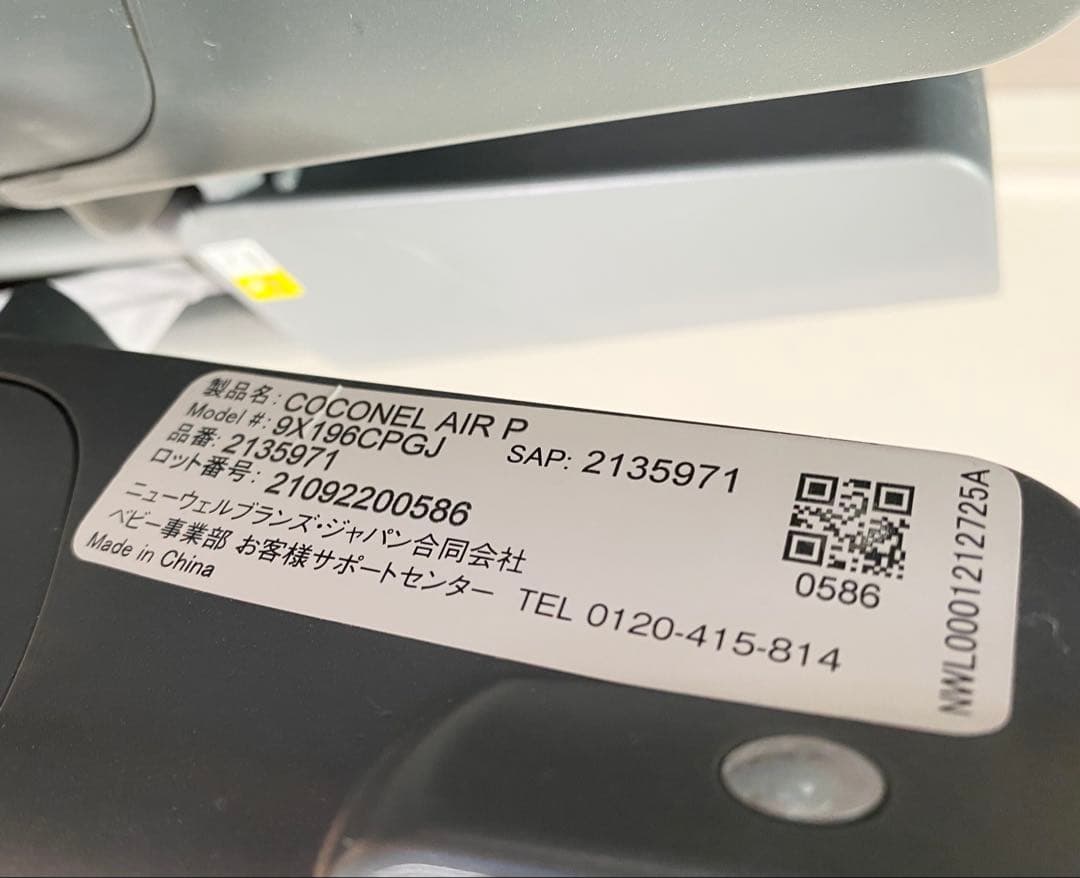 製品名: COCONEL AIR P
Model #: 9X196CPGJ
品番: 2135971
SAP: 2135971
ロット番号: 21092200586
ニューウェルブランズ・ジャパン合同会社
ベビー事業部 お客様サポートセンター TEL 0120-415-814
Made in China
0586
NWL0001212725A